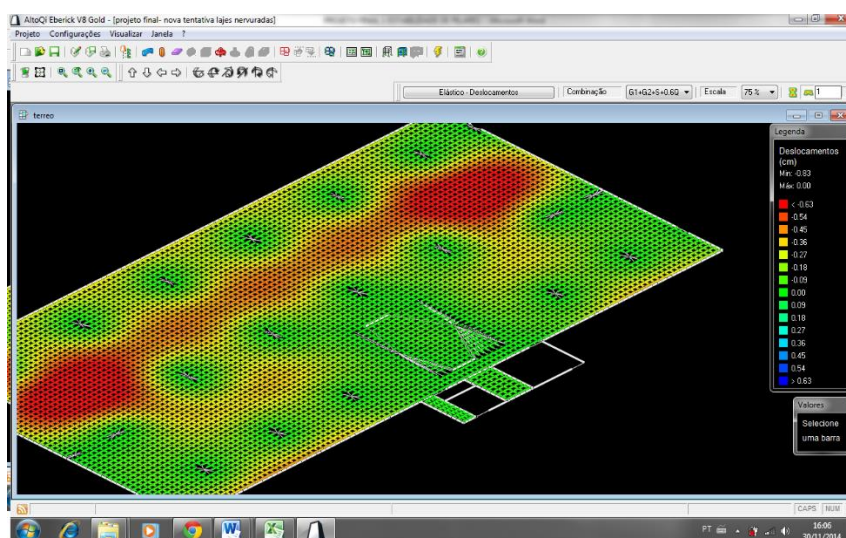 AltoQi Eberick V8 Gold - [projeto final- nova tentativa lajes nervuradas]
Projeto Configurações Visualizar Janela ?
Elástico - Deslocamentos Combinação G1+G2+S+0.6Q Escala 75 % 1
terreo
Legenda
Deslocamentos
(cm)
Mín: -0.83
Máx: 0.00
< -0.63
-0.54
-0.45
-0.36
-0.27
-0.18
-0.09
0.00
0.09
0.18
0.27
0.36
0.45
0.54
> 0.63
Valores
Selecione
uma barra
CAPS NUM
PT 16:06
30/11/2014